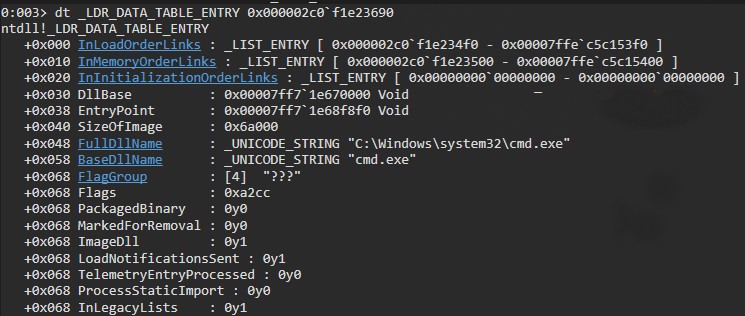 0:003> dt _LDR_DATA_TABLE_ENTRY 0x000002c0`f1e23690
ntdll!_LDR_DATA_TABLE_ENTRY
+0x000 InLoadOrderLinks : _LIST_ENTRY [ 0x000002c0`f1e234f0 - 0x00007ffe`c5c153f0 ]
+0x010 InMemoryOrderLinks : _LIST_ENTRY [ 0x000002c0`f1e23500 - 0x00007ffe`c5c15400 ]
+0x020 InInitializationOrderLinks : _LIST_ENTRY [ 0x00000000`00000000 - 0x00000000`00000000 ]
+0x030 DllBase : 0x00007ff7`1e670000 Void
+0x038 EntryPoint : 0x00007ff7`1e68f8f0 Void
+0x040 SizeOfImage : 0x6a000
+0x048 FullDllName : _UNICODE_STRING "C:\Windows\system32\cmd.exe"
+0x058 BaseDllName : _UNICODE_STRING "cmd.exe"
+0x068 FlagGroup : [4] "???"
+0x068 Flags : 0xa2cc
+0x068 PackagedBinary : 0y0
+0x068 MarkedForRemoval : 0y0
+0x068 ImageDll : 0y1
+0x068 LoadNotificationsSent : 0y1
+0x068 TelemetryEntryProcessed : 0y0
+0x068 ProcessStaticImport : 0y0
+0x068 InLegacyLists : 0y1